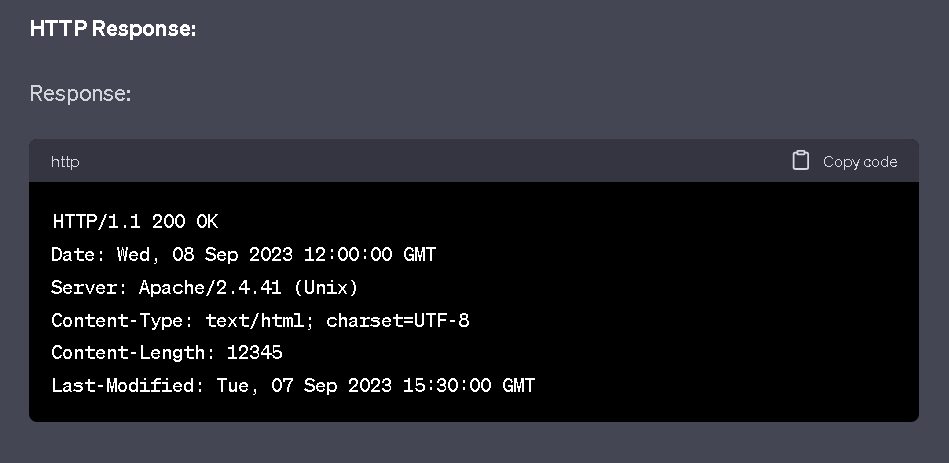 HTTP Response:
Response:
http
Copy code
HTTP/1.1 200 OK
Date: Wed, 08 Sep 2023 12:00:00 GMT
Server: Apache/2.4.41 (Unix)
Content-Type: text/html; charset=UTF-8
Content-Length: 12345
Last-Modified: Tue, 07 Sep 2023 15:30:00 GMT